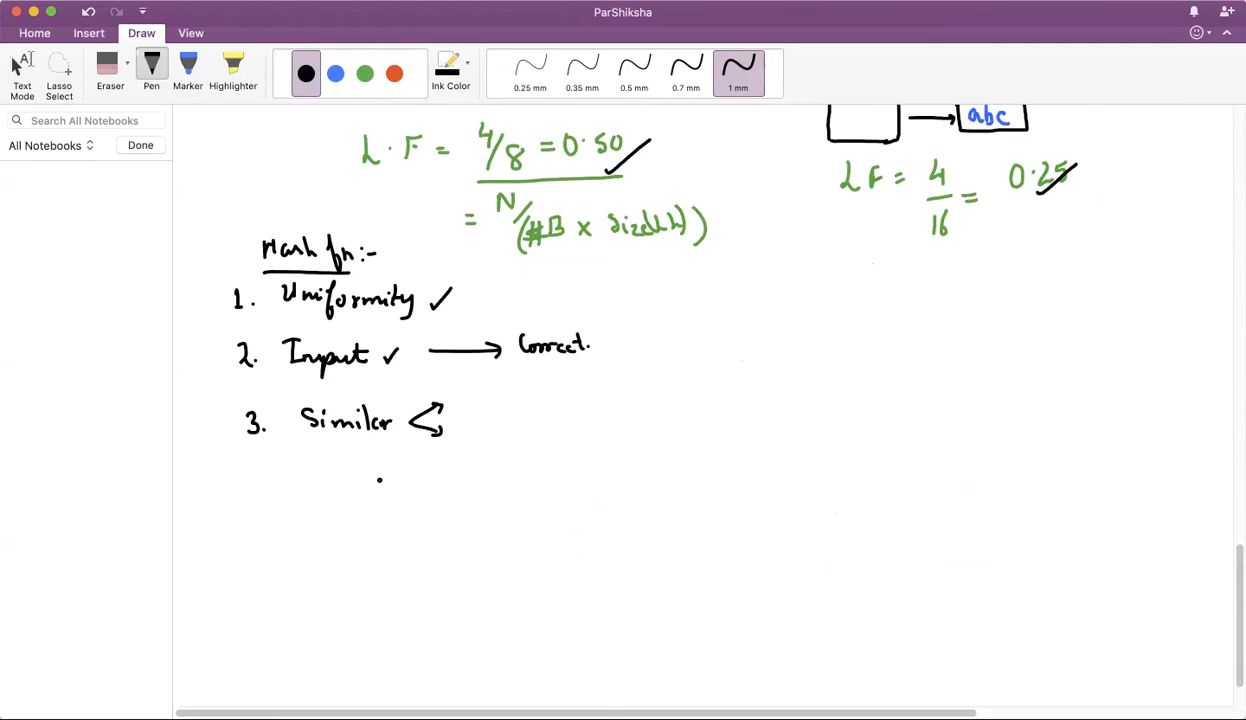 ParShiksha
Home Insert Draw View
Text Mode
Lasso Select
Eraser
Pen
Marker
Highlighter
Ink Color
0.25 mm
0.35 mm
0.5 mm
0.7 mm
1 mm
Search All Notebooks
All Notebooks
Done
abc
L.F = 4/8 = 0.50
= N/(#B x Size(LL))
LF = 4/16 = 0.25
Hash fn:-
1. Uniformity ✓
2. Input ✓ → Correct.
3. Similar